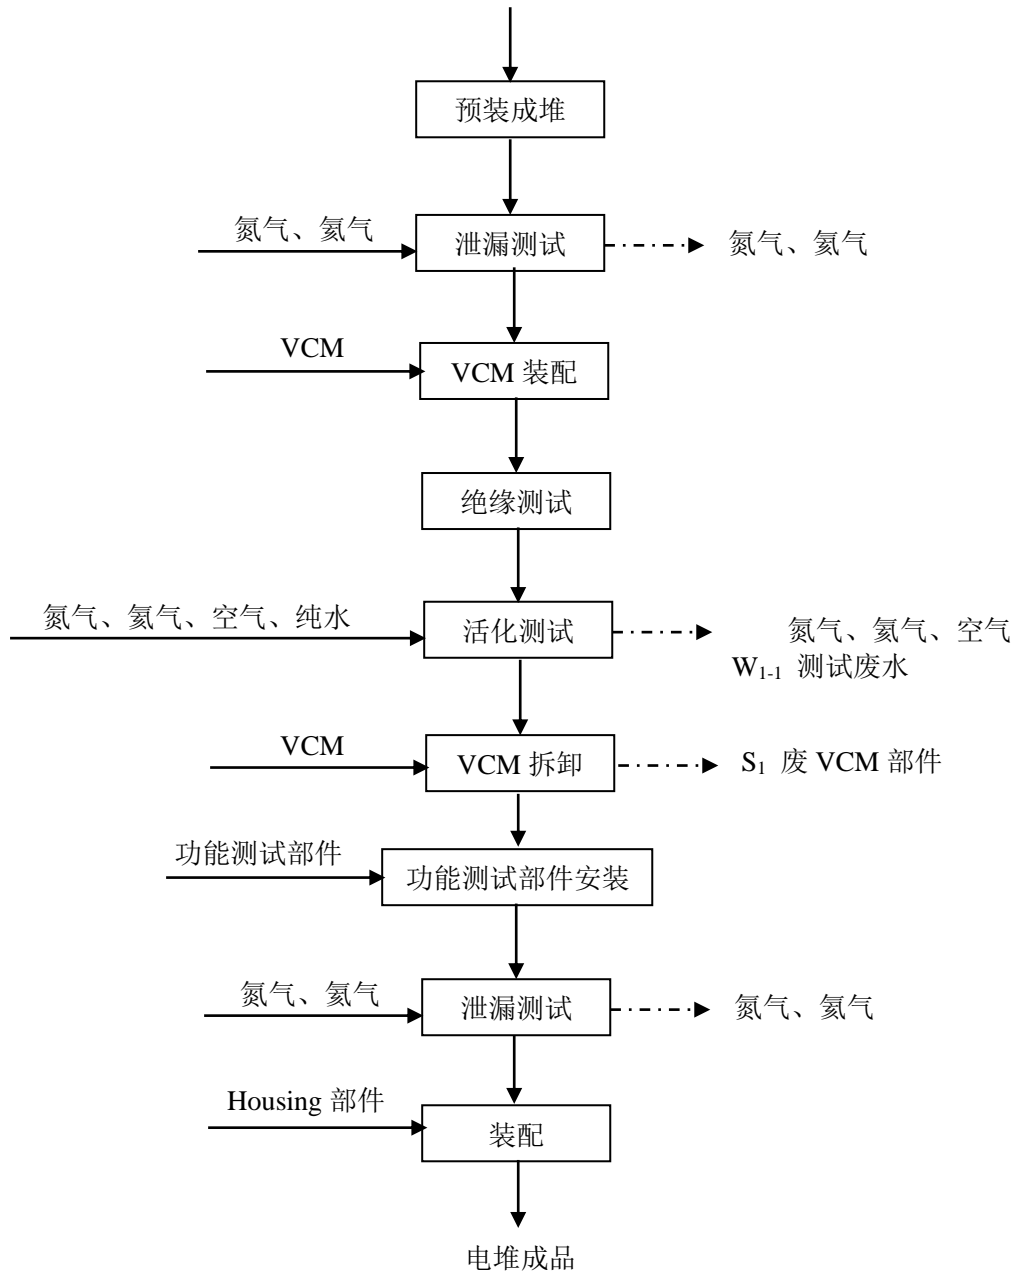 预装成堆
氮气、氦气
泄漏测试
氮气、氦气
VCM
VCM 装配
绝缘测试
氮气、氦气、空气、纯水
活化测试
氮气、氦气、空气
W1-1 测试废水
VCM
VCM 拆卸
S1 废 VCM 部件
功能测试部件
功能测试部件安装
氮气、氦气
泄漏测试
氮气、氦气
Housing 部件
装配
电堆成品